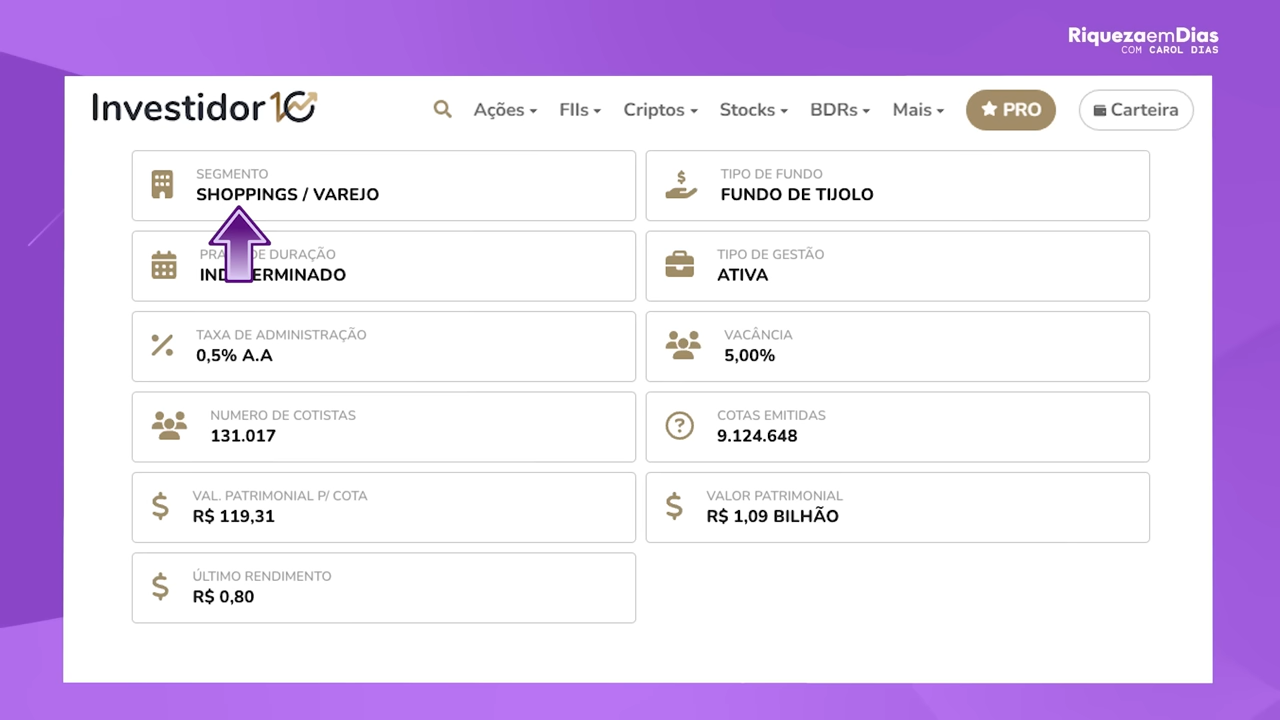 RiquezaemDias
COM CAROL DIAS
Investidor10
Ações
FIIs
Criptos
Stocks
BDRs
Mais
PRO
Carteira
SEGMENTO
SHOPPINGS / VAREJO
TIPO DE FUNDO
FUNDO DE TIJOLO
DE DURAÇÃO
TIPO DE GESTÃO
ATIVA
TAXA DE ADMINISTRAÇÃO
0,5% A.A
VACÂNCIA
5,00%
NUMERO DE COTISTAS
131.017
COTAS EMITIDAS
9.124.648
VAL. PATRIMONIAL P/ COTA
R$ 119,31
VALOR PATRIMONIAL
R$ 1,09 BILHÃO
ÚLTIMO RENDIMENTO
R$ 0,80